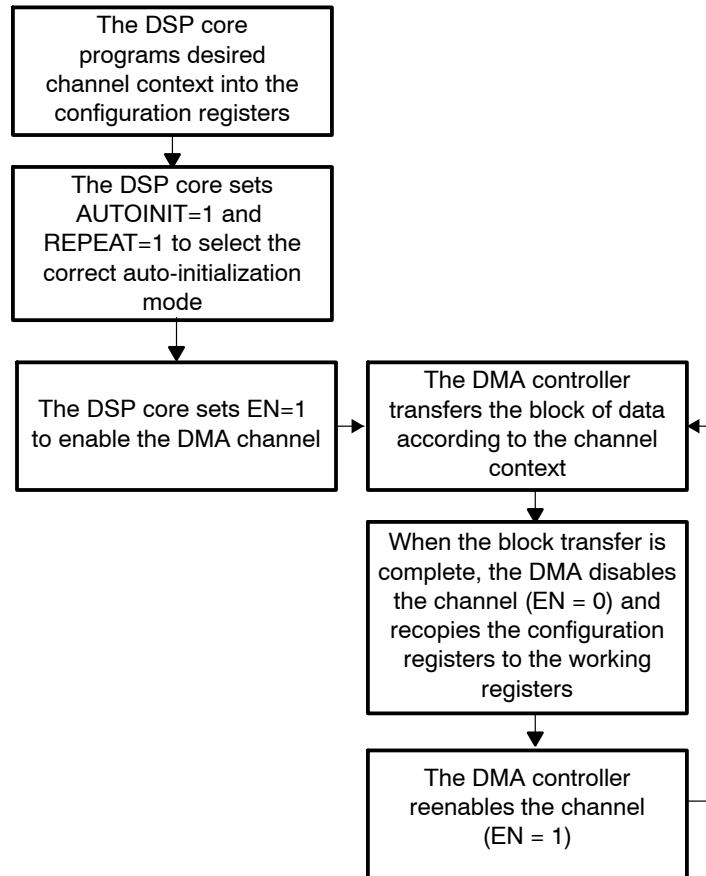 The DSP core
programs desired
channel context into the
configuration registers
The DSP core sets
AUTOINIT=1 and
REPEAT=1 to select the
correct auto-initialization
mode
The DSP core sets EN=1
to enable the DMA channel
The DMA controller
transfers the block of data
according to the channel
context
When the block transfer is
complete, the DMA disables
the channel (EN = 0) and
recopies the configuration
registers to the working
registers
The DMA controller
reenables the channel
(EN = 1)